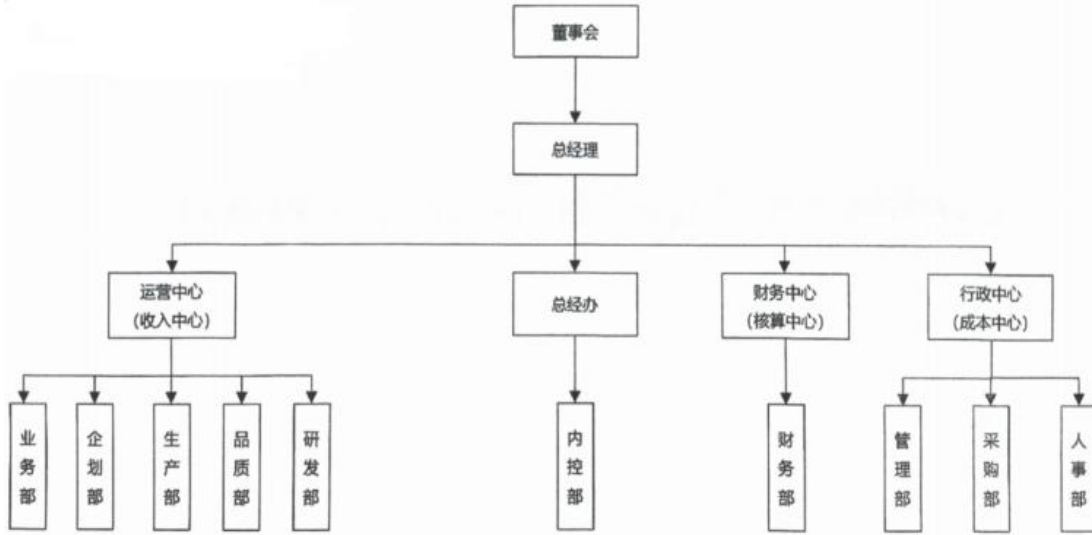 董事会
总经理
运营中心
(收入中心)
总经办
财务中心
(核算中心)
行政中心
(成本中心)
业务部
企划部
生产部
品质部
研发部
内控部
财务部
管理部
采购部
人事部